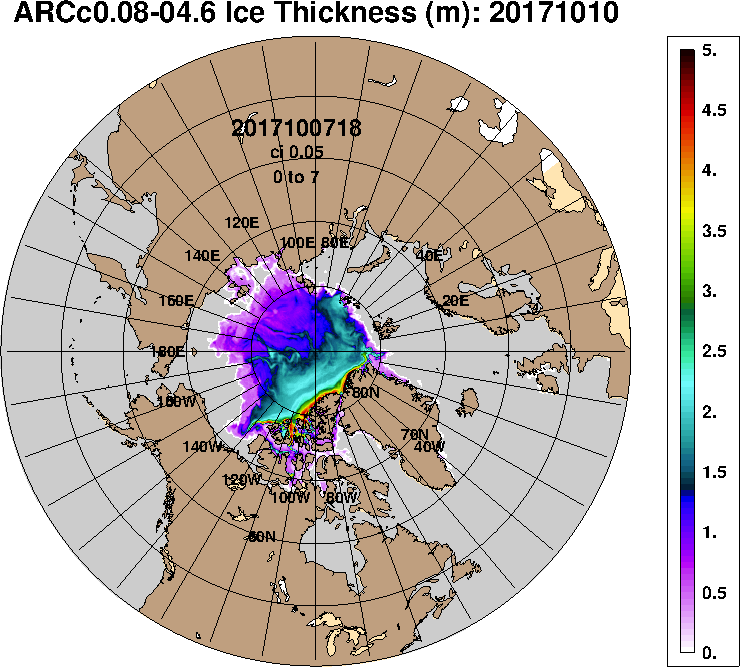 ARCc0.08-04.6 Ice Thickness (m): 20171010
5.
4.5
4.
3.5
3.
2.5
2.
1.5
1.
0.5
0.
2017100718
ci 0.05
0 to 7
120E
100E 80E
140E
40E
160E
20E
180E
160W
80N
140W
70N
40W
120W
100W
80W
60N